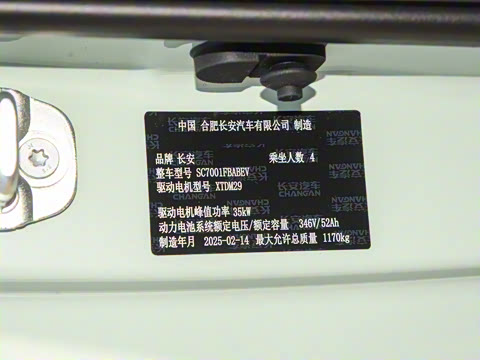 中国 合肥长安汽车有限公司 制造
品牌 长安 乘坐人数 4
整车型号 SC7001FBABEV
驱动电机型号 XTDM29
驱动电机峰值功率 35kW
动力电池系统额定电压/额定容量 346V/52Ah
制造年月 2025-02-14 最大允许总质量 1170kg